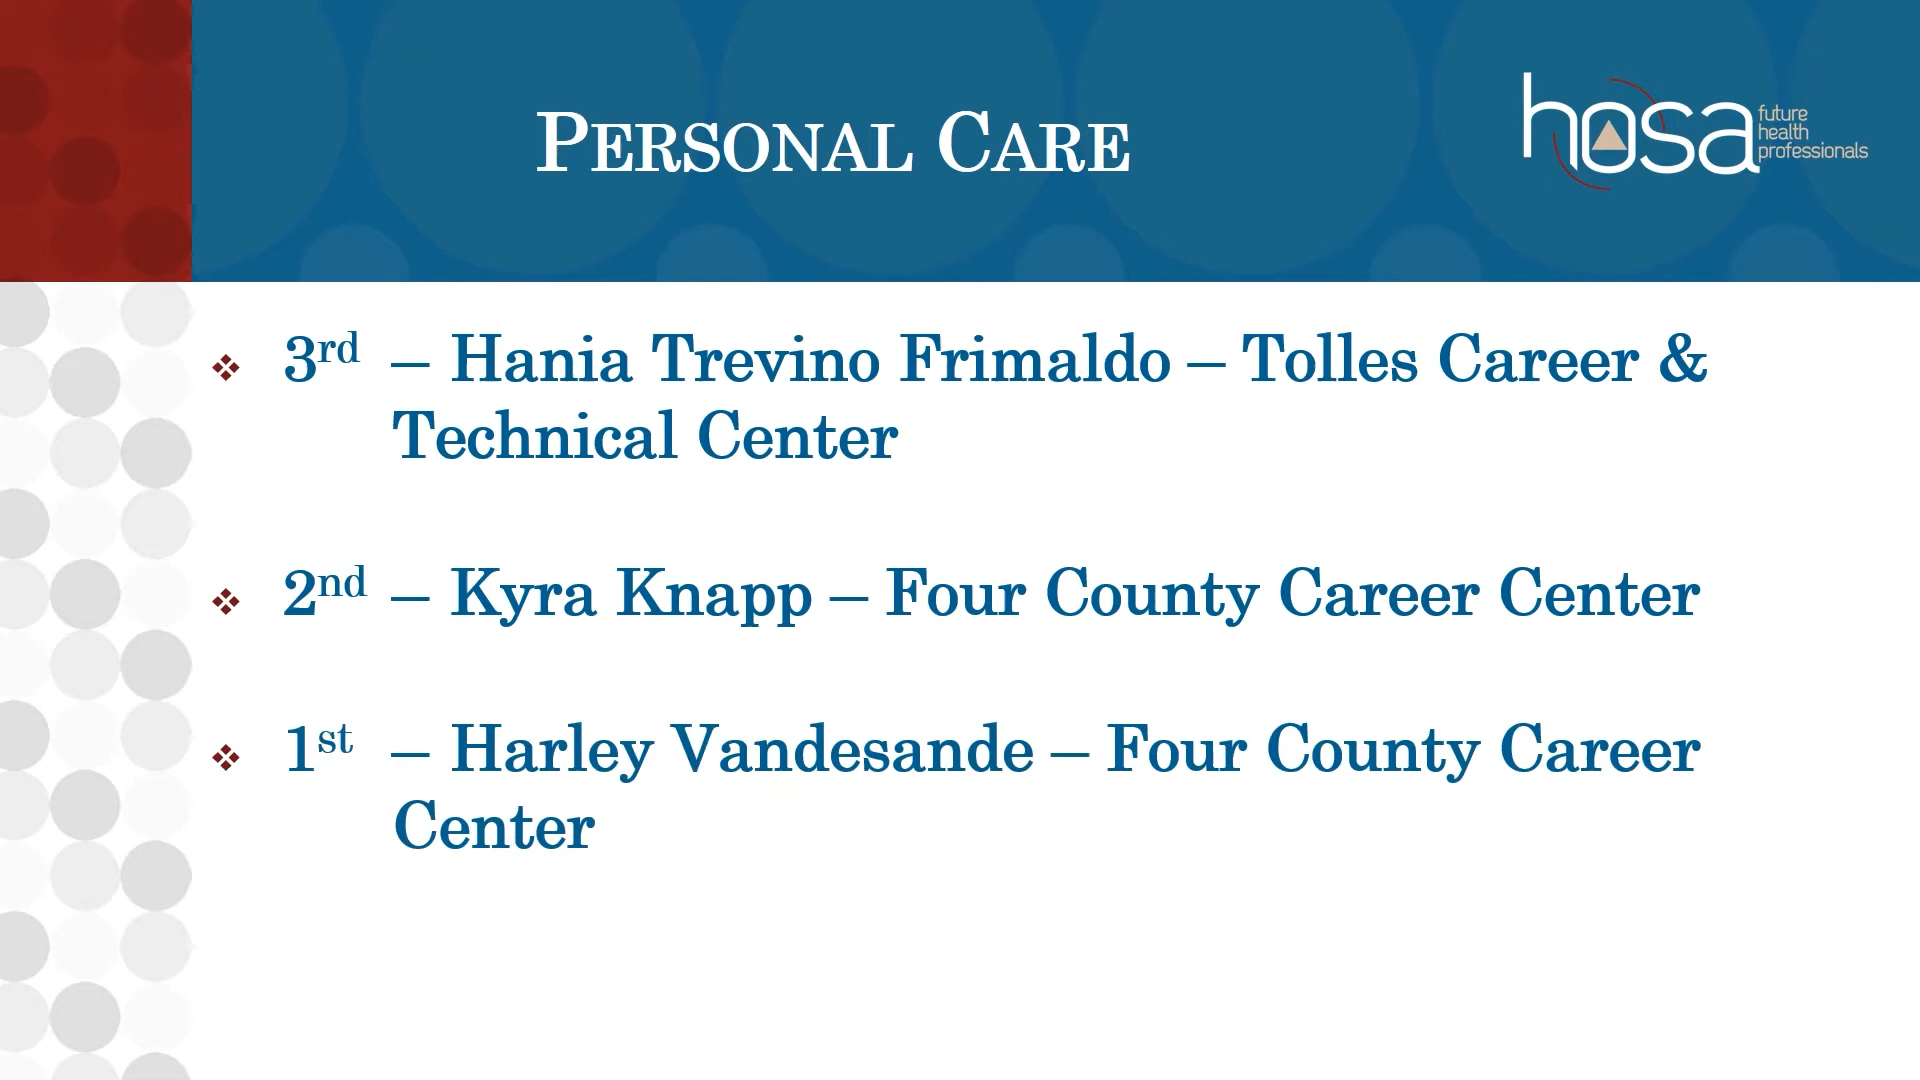 Personal Care
hosa
future
health
professionals
❖ 3rd – Hania Trevino Frimaldo – Tolles Career &
Technical Center
❖ 2nd – Kyra Knapp – Four County Career Center
❖ 1st – Harley Vandesande – Four County Career
Center